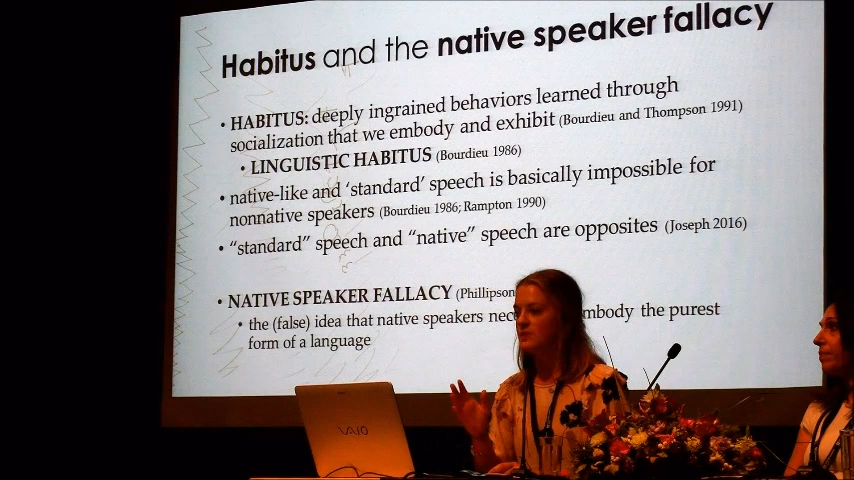 Habitus and the native speaker fallacy
• HABITUS: deeply ingrained behaviors learned through
socialization that we embody and exhibit (Bourdieu and Thompson 1991)
• LINGUISTIC HABITUS (Bourdieu 1986)
• native-like and ‘standard’ speech is basically impossible for
nonnative speakers (Bourdieu 1986; Rampton 1990)
• “standard” speech and “native” speech are opposites (Joseph 2016)
• NATIVE SPEAKER FALLACY (Phillipson
• the (false) idea that native speakers the purest
form of a language
VAIO